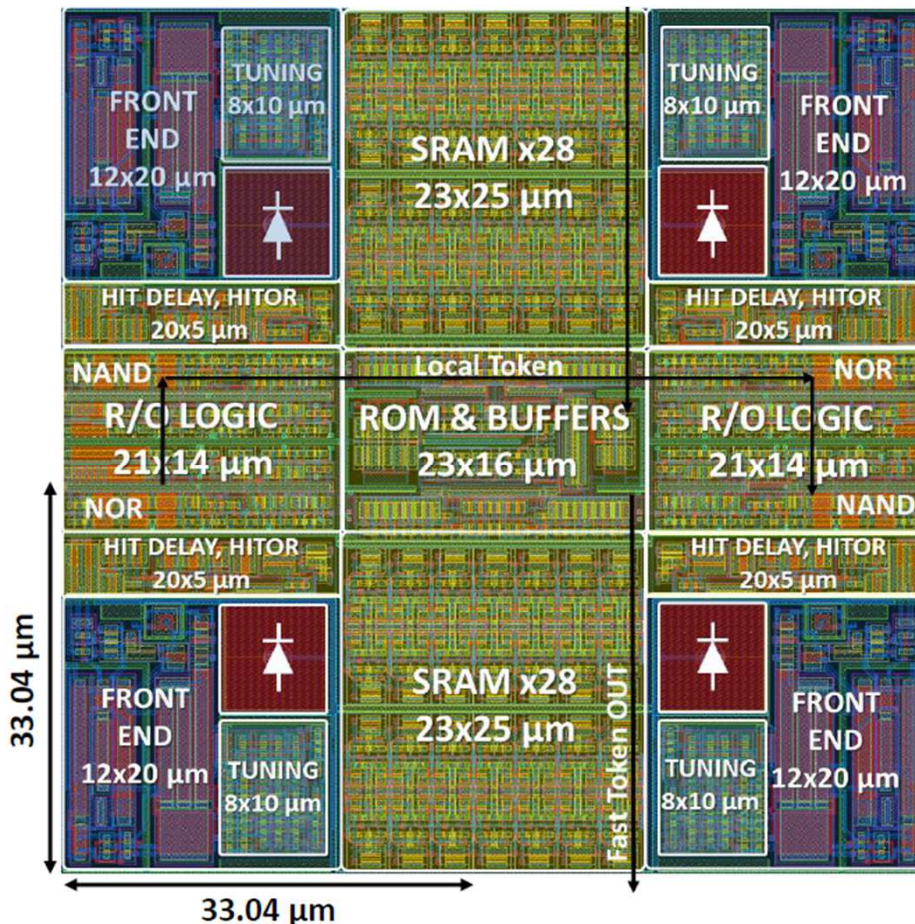 FRONT
END
12x20 µm
TUNING
8x10 µm
SRAM x28
23x25 µm
TUNING
8x10 µm
FRONT
END
12x20 µm
HIT DELAY, HITOR
20x5 µm
HIT DELAY, HITOR
20x5 µm
NAND
R/O LOGIC
21x14 µm
NOR
Local Token
ROM & BUFFERS
23x16 µm
NOR
R/O LOGIC
21x14 µm
NAND
HIT DELAY, HITOR
20x5 µm
HIT DELAY, HITOR
20x5 µm
33.04 µm
FRONT
END
12x20 µm
TUNING
8x10 µm
SRAM x28
23x25 µm
Fast Token OUT
TUNING
8x10 µm
FRONT
END
12x20 µm
33.04 µm